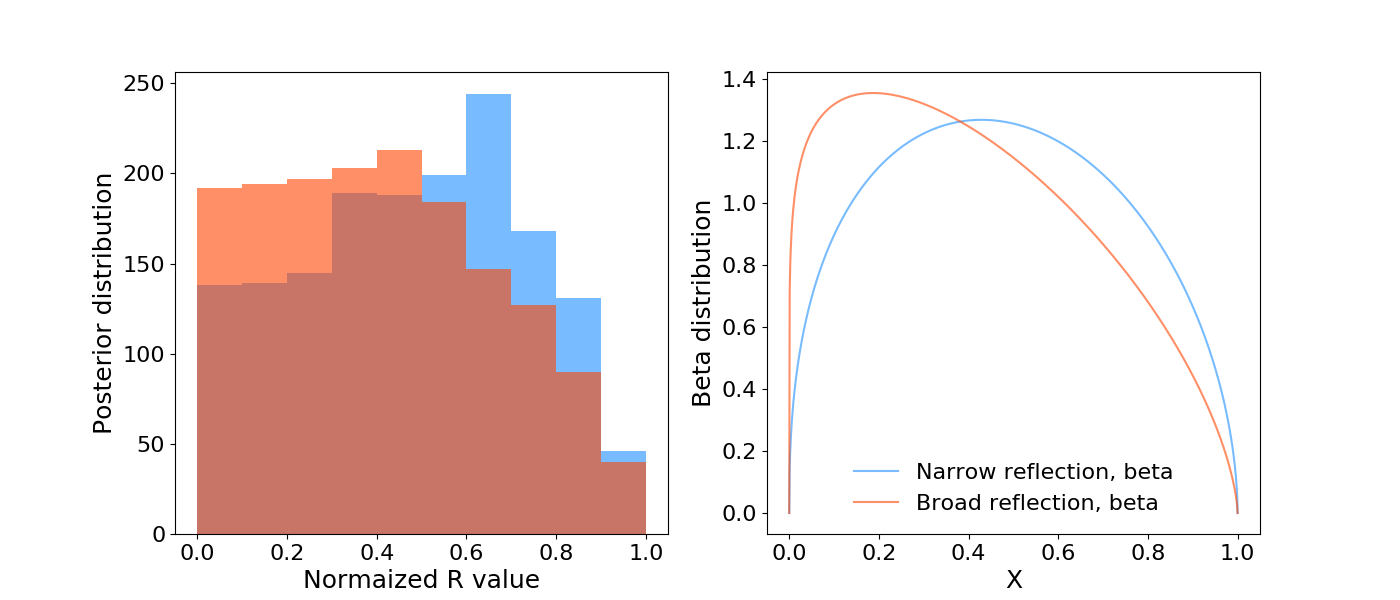 Posterior distribution
250
200
150
100
50
0
0.0 0.2 0.4 0.6 0.8 1.0
Normaized R value
Beta distribution
1.4
1.2
1.0
0.8
0.6
0.4
0.2
0.0
Narrow reflection, beta
Broad reflection, beta
0.0 0.2 0.4 0.6 0.8 1.0
X